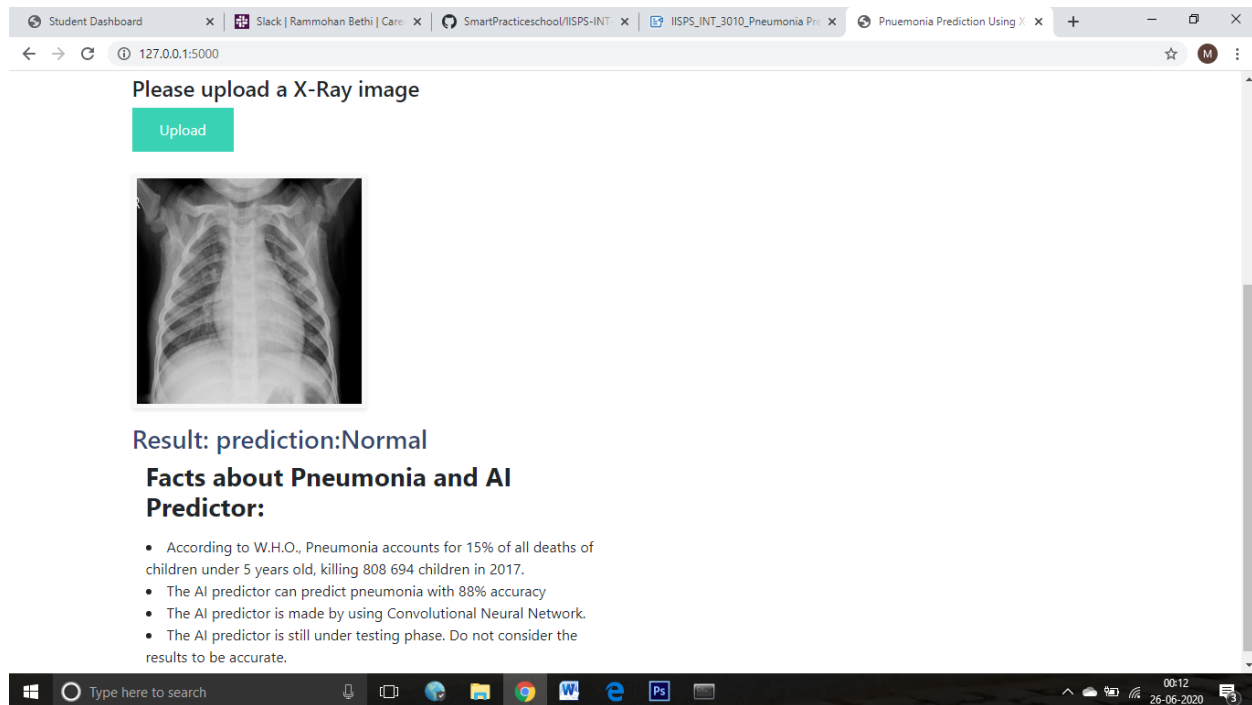 Student Dashboard
Slack | Rammohan Bethi | Care
SmartPracticeschool/IISPS-INT-
IISPS_INT_3010_Pneumonia Pre
Pnuemonia Prediction Using X
127.0.0.1:5000
M
Please upload a X-Ray image
Upload
R
Result: prediction:Normal
Facts about Pneumonia and AI
Predictor:
• According to W.H.O., Pneumonia accounts for 15% of all deaths of
children under 5 years old, killing 808 694 children in 2017.
• The AI predictor can predict pneumonia with 88% accuracy
• The AI predictor is made by using Convolutional Neural Network.
• The AI predictor is still under testing phase. Do not consider the
results to be accurate.
Type here to search
W
Ps
00:12
26-06-2020
3